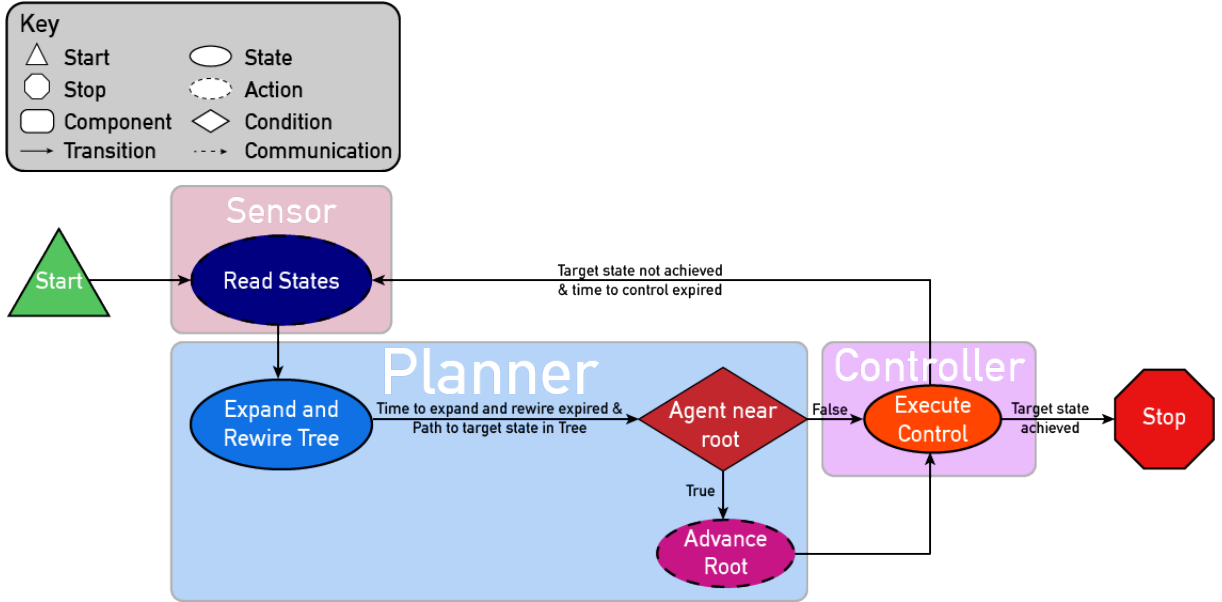 Key
Start
State
Stop
Action
Component
Condition
Transition
Communication
Sensor
Start
Read States
Target state not achieved
& time to control expired
Planner
Controller
Expand and
Rewire Tree
Time to expand and rewire expired &
Path to target state in Tree
Agent near
root
False
Execute
Control
Target state
achieved
Stop
True
Advance
Root